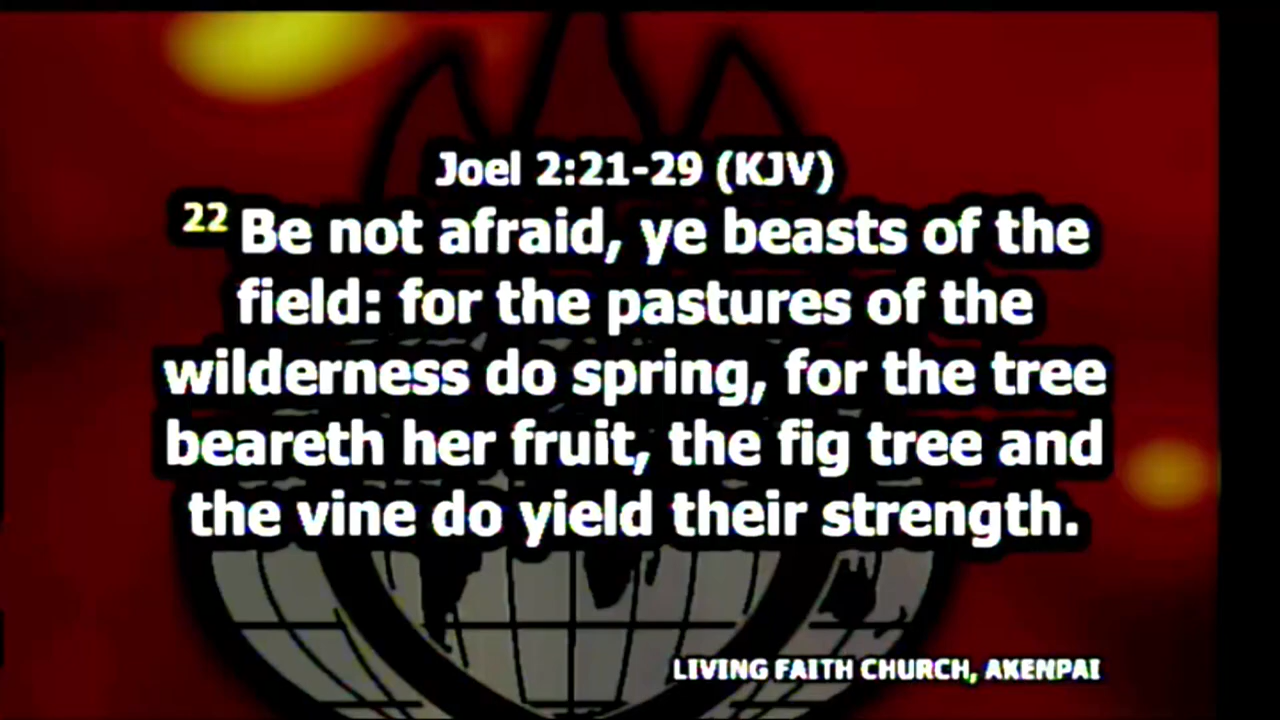 Joel 2:21-29 (KJV)
22 Be not afraid, ye beasts of the
field: for the pastures of the
wilderness do spring, for the tree
beareth her fruit, the fig tree and
the vine do yield their strength.
LIVING FAITH CHURCH, AKENPAI